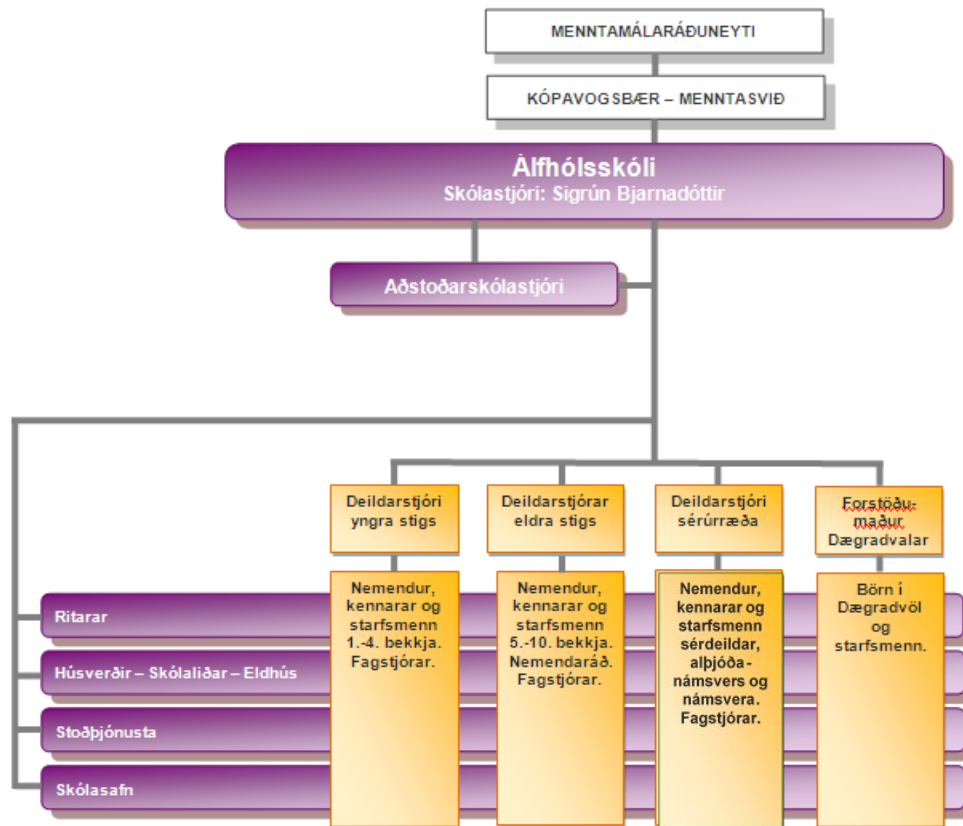 MENNTAMÁLARÁÐUNEYTI
KÓPAVOGSBÆR – MENNTASVIÐ
Álfhólsskóli
Skólastjóri: Sigrún Bjarnadóttir
Aðstoðarskólastjóri
Deildarstjóri
yngra stigs
Deildarstjórar
eldra stigs
Deildarstjóri
sérúrræða
Forstöðu-
maður
Dægradvalar
Nemendur,
kennarar og
starfsmenn
1.-4. bekkja.
Fagstjórar.
Nemendur,
kennarar og
starfsmenn
5.-10. bekkja.
Nemendaráð.
Fagstjórar.
Nemendur,
kennarar og
starfsmenn
sérdeildar,
alþjóða-
námsvers og
námsvera.
Fagstjórar.
Börn í
Dægradvöl
og
starfsmenn.
Ritarar
Húsverðir – Skólaliðar – Eldhús
Stoðþjónusta
Skólasafn